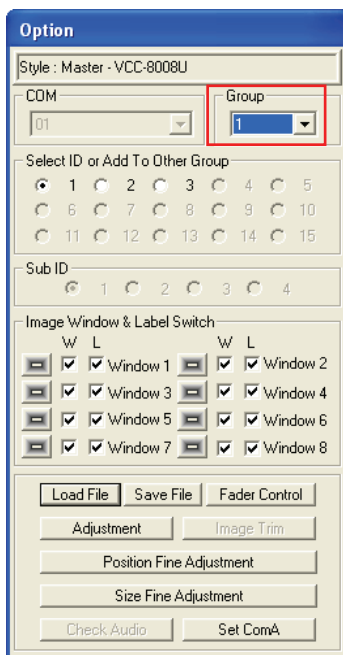 Option
Style : Master - VCC-8008U
COM Group
01 1
Select ID or Add To Other Group
1 2 3 4 5
6 7 8 9 10
11 12 13 14 15
Sub ID
1 2 3 4
Image Window & Label Switch
W L W L
Window 1 Window 2
Window 3 Window 4
Window 5 Window 6
Window 7 Window 8
Load File Save File Fader Control
Adjustment Image Trim
Position Fine Adjustment
Size Fine Adjustment
Check Audio Set ComA